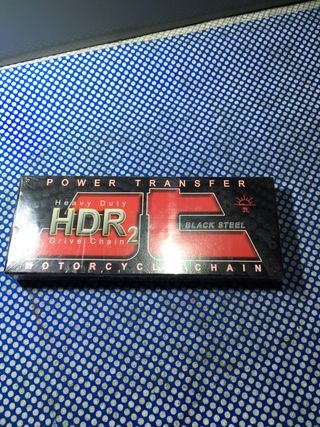 POWER TRANSFER
Heavy Duty
HDR2
Drive Chain
BLACK STEEL
MOTORCYCLE CHAIN